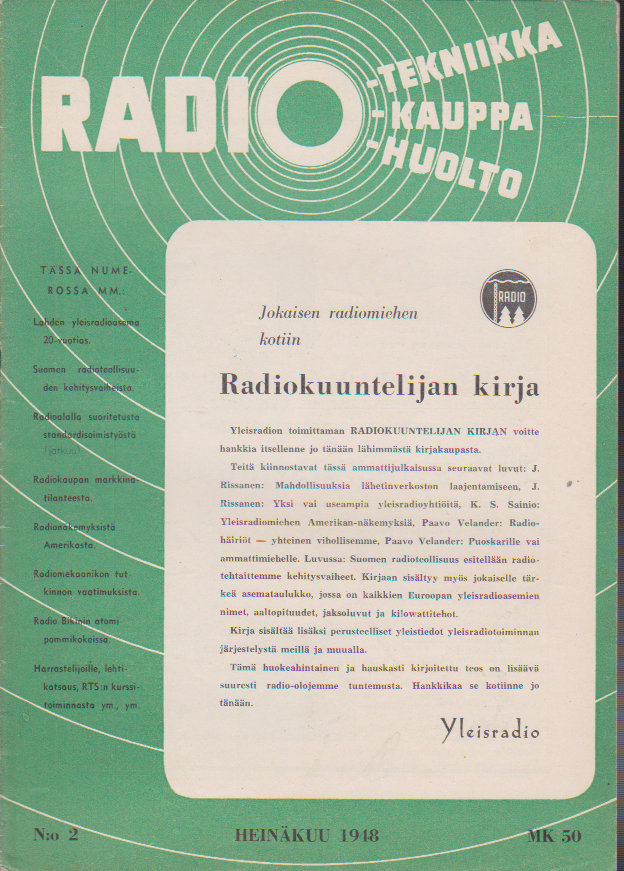 RADIO
-TEKNIIKKA
-KAUPPA
-HUOLTO
TÄSSÄ NUME-
ROSSA MM.:
Lahden yleisradioasema
20-vuotias.
Suomen radioteollisuu-
den kehitysvaiheista.
Radioalalla suoritetusta
standardisoimistyöstä
(jatkuu)
Radiokaupan markkina-
tilanteesta.
Radionäkemyksistä
Amerikasta.
Radiomekaanikon tut-
kinnon vaatimuksista.
Radio Bikinin atomi-
pommikokeissa.
Harrastelijoille, lehti-
katsaus, RTS:n kurssi-
toiminnasta ym., ym.
RADIO
Jokaisen radiomiehen
kotiin
Radiokuuntelijan kirja
Yleisradion toimittaman RADIOKUUNTELIJAN KIRJAN voitte
hankkia itsellenne jo tänään lähimmästä kirjakaupasta.
Teitä kiinnostavat tässä ammattijulkaisussa seuraavat luvut: J.
Rissanen: Mahdollisuuksia lähetinverkoston laajentamiseen, J.
Rissanen: Yksi vai useampia yleisradioyhtiöitä, K. S. Sainio:
Yleisradiomiehen Amerikan-näkemyksiä, Paavo Velander: Radio-
häiriöt — yhteinen vihollisemme, Paavo Velander: Puoskarille vai
ammattimiehelle. Luvussa: Suomen radioteollisuus esitellään radio-
tehtaittemme kehitysvaiheet. Kirjaan sisältyy myös jokaiselle tär-
keä asemataulukko, jossa on kaikkien Euroopan yleisradioasemien
nimet, aaltopituudet, jaksoluvut ja kilowattitehot.
Kirja sisältää lisäksi perusteelliset yleistiedot yleisradiotoiminnan
järjestelystä meillä ja muualla.
Tämä huokeahintainen ja hauskasti kirjoitettu teos on lisäävä
suuresti radio-olojemme tuntemusta. Hankkikaa se kotiinne jo
tänään.
Yleisradio
N:o 2
HEINÄKUU 1948
MK 50